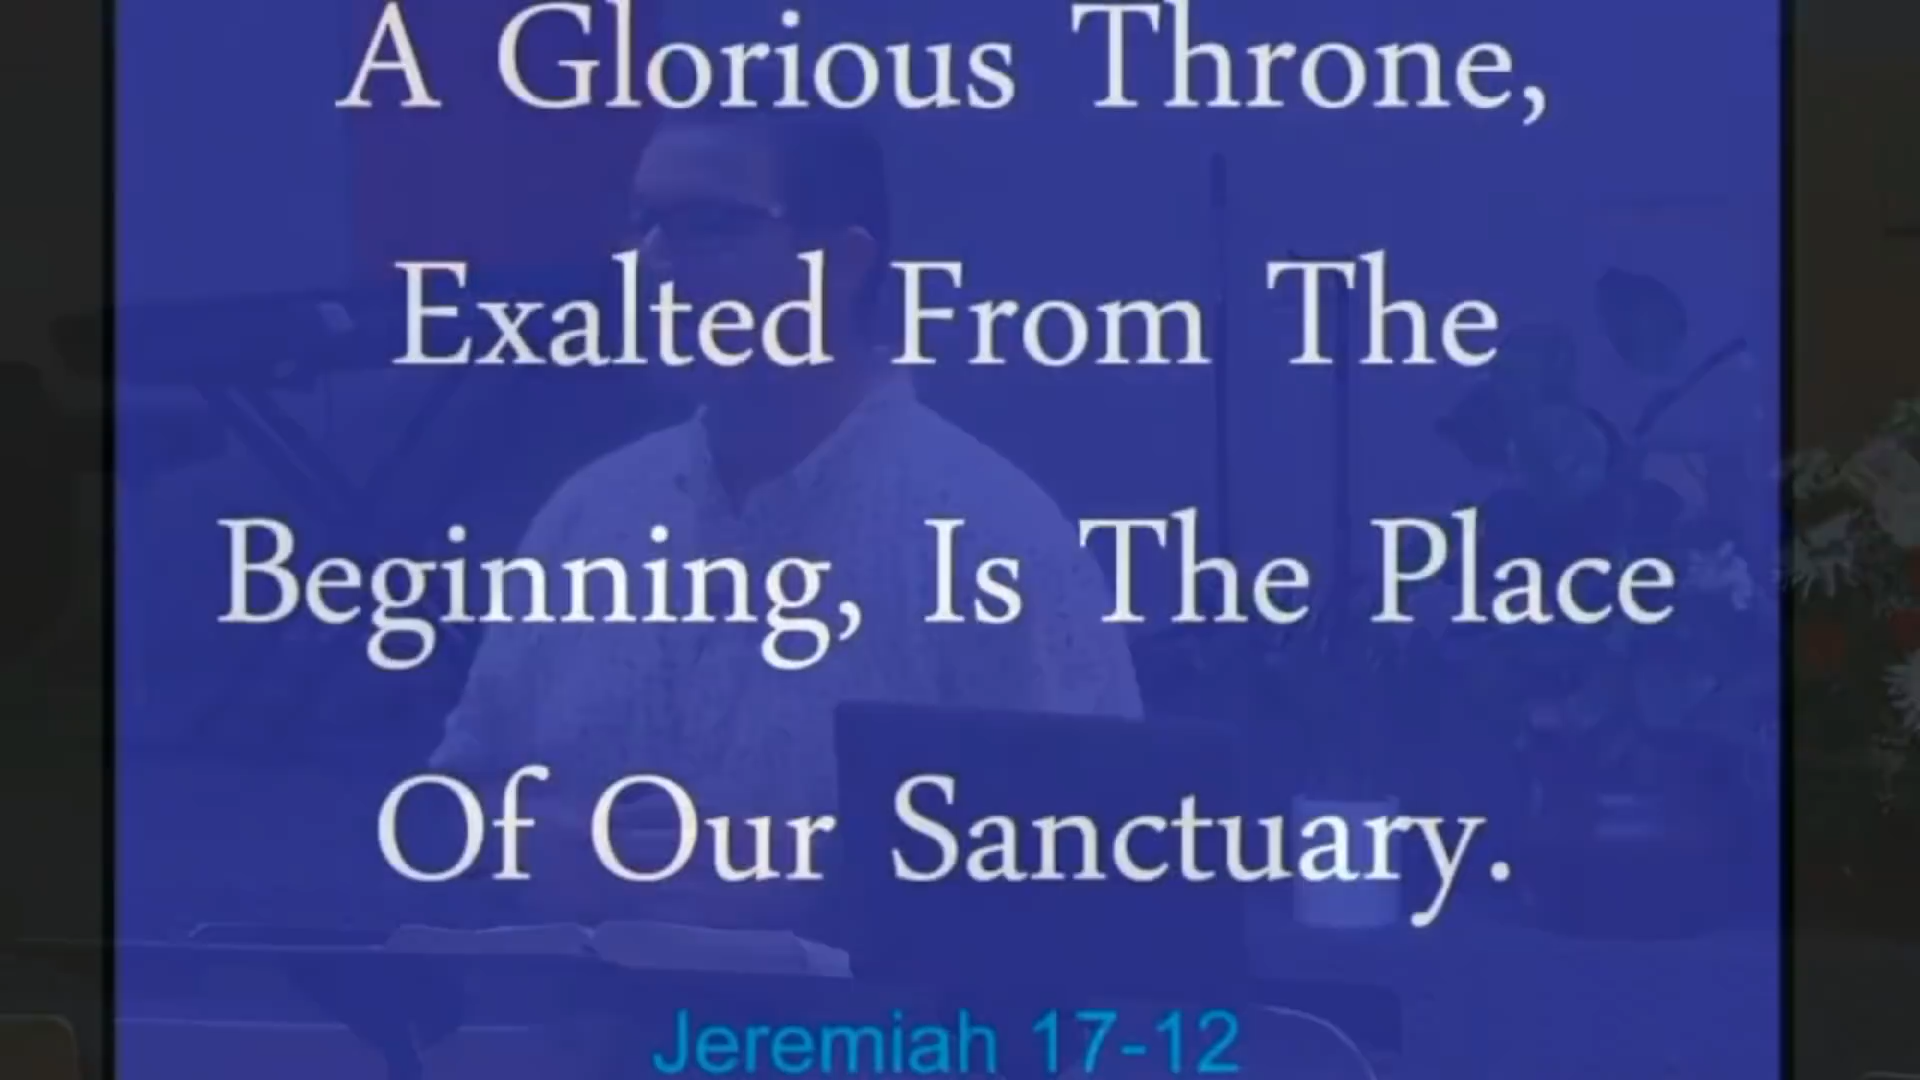 A Glorious Throne,
Exalted From The
Beginning, Is The Place
Of Our Sanctuary.
Jeremiah 17-12